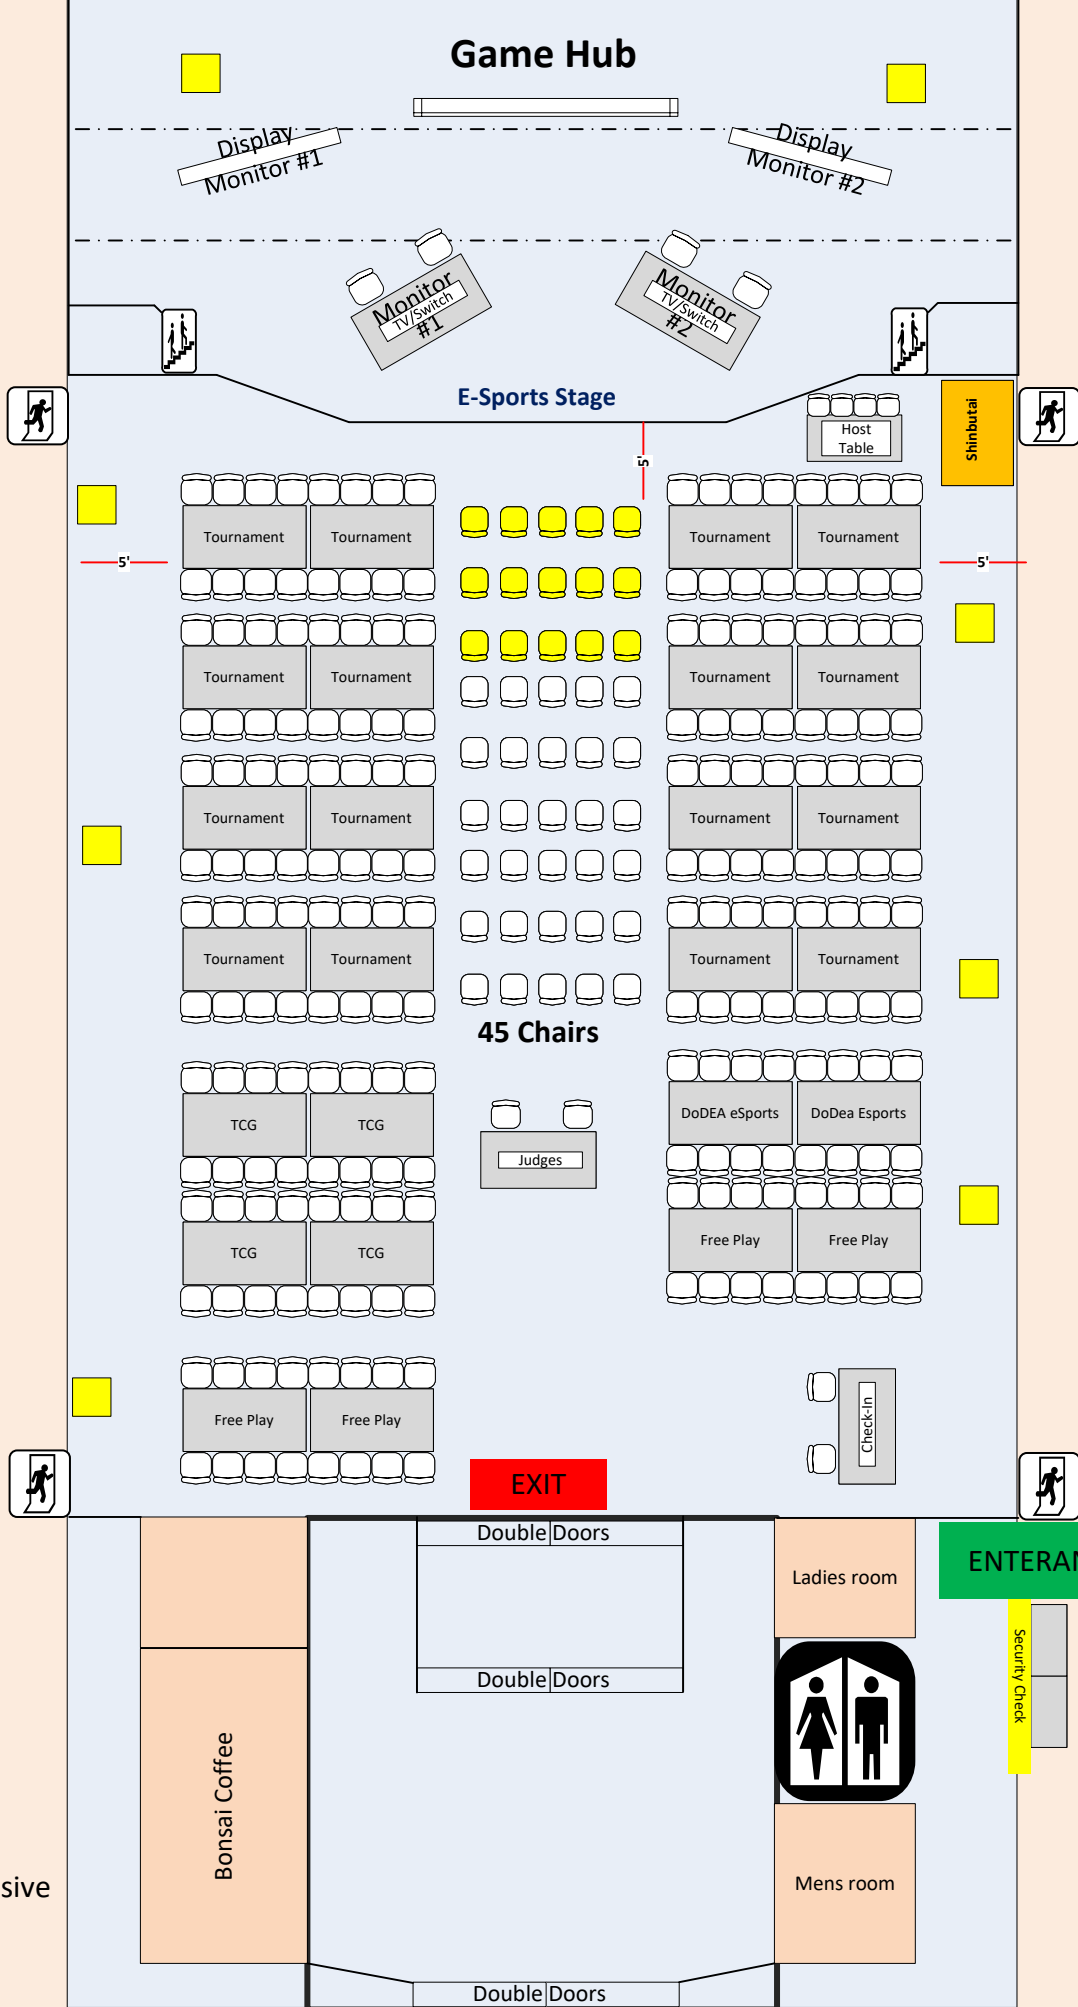 Game Hub
Display
Monitor #1
Display
Monitor #2
Monitor
TV/Switch
#1
Monitor
TV/Switch
#2
E-Sports Stage
Host
Table
Shinbutai
5'
Tournament Tournament
Tournament Tournament
5'
5'
Tournament Tournament
Tournament Tournament
Tournament Tournament
Tournament Tournament
Tournament Tournament
Tournament Tournament
45 Chairs
TCG TCG
DoDEA eSports DoDea Esports
Judges
TCG TCG
Free Play Free Play
Free Play Free Play
Check-In
EXIT
Double Doors
ENTERAN
Ladies room
Security Check
Double Doors
Bonsai Coffee
Mens room
sive
Double Doors